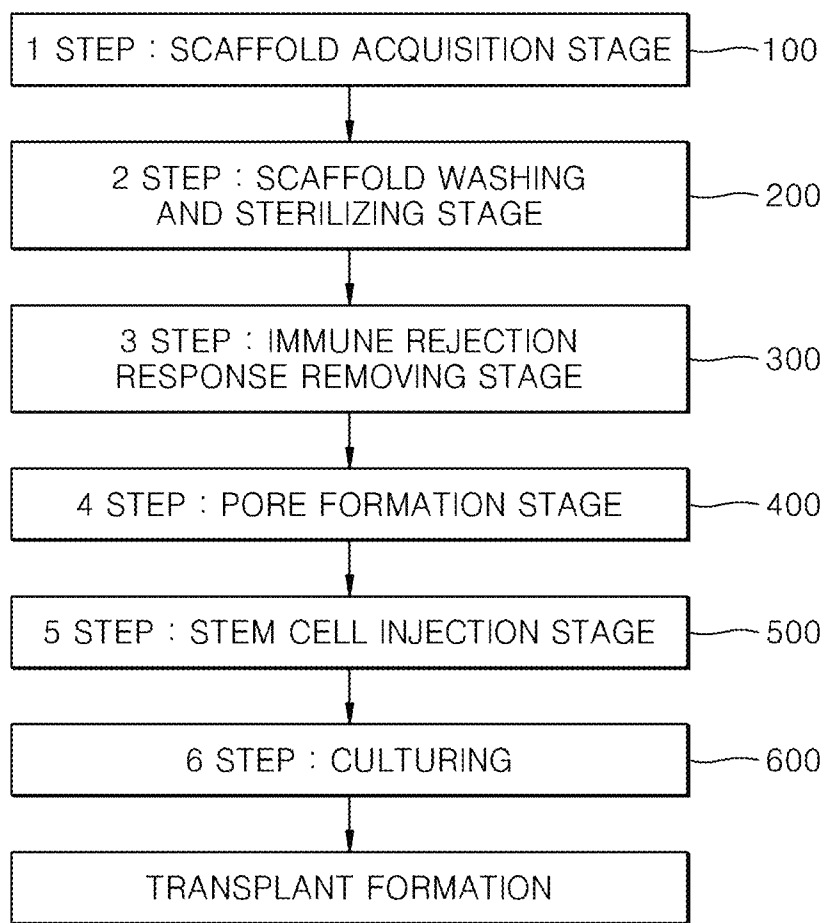 1 STEP : SCAFFOLD ACQUISITION STAGE 100
2 STEP : SCAFFOLD WASHING
AND STERILIZING STAGE 200
3 STEP : IMMUNE REJECTION
RESPONSE REMOVING STAGE 300
4 STEP : PORE FORMATION STAGE 400
5 STEP : STEM CELL INJECTION STAGE 500
6 STEP : CULTURING 600
TRANSPLANT FORMATION